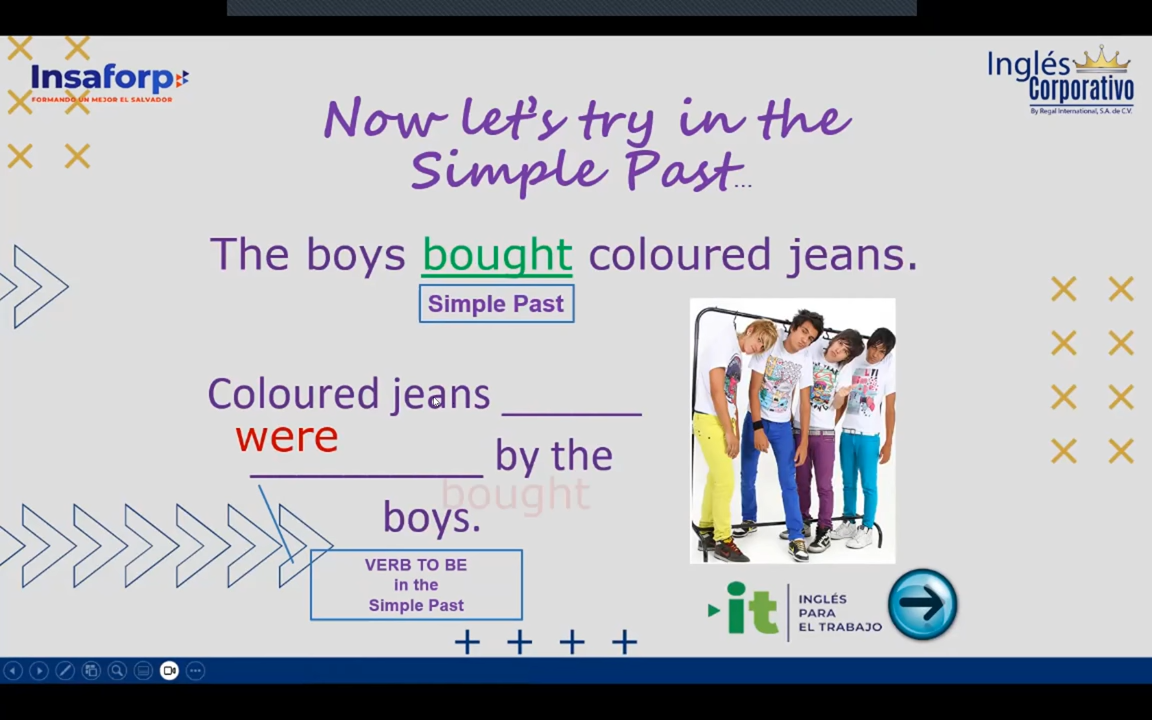 Insaforp
FORMANDO UN MEJOR EL SALVADOR
Inglés
Corporativo
By Regal International, S.A. de C.V.
Now let's try in the
Simple Past...
The boys bought coloured jeans.
Simple Past
Coloured jeans ______
were
__________ by the
bought
boys.
VERB TO BE
in the
Simple Past
it
INGLÉS
PARA
EL TRABAJO